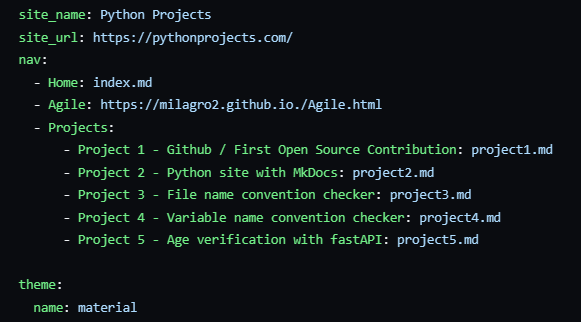 site_name: Python Projects
site_url: https://pythonprojects.com/
nav:
- Home: index.md
- Agile: https://milagro2.github.io./Agile.html
- Projects:
- Project 1 - Github / First Open Source Contribution: project1.md
- Project 2 - Python site with MkDocs: project2.md
- Project 3 - File name convention checker: project3.md
- Project 4 - Variable name convention checker: project4.md
- Project 5 - Age verification with fastAPI: project5.md
theme:
name: material